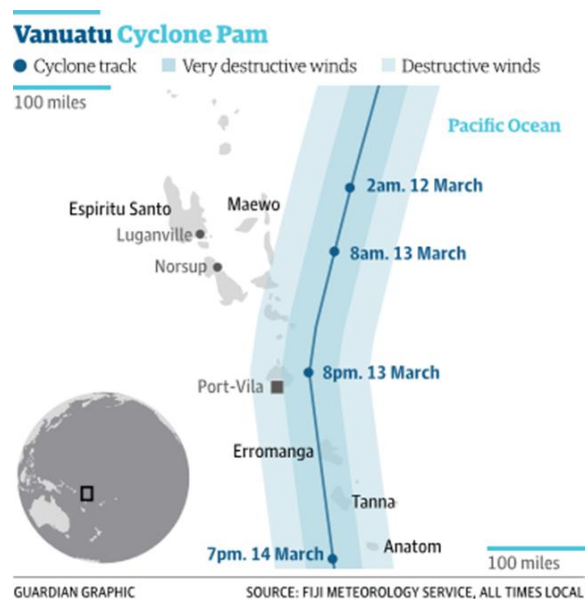 Vanuatu Cyclone Pam
Cyclone track Very destructive winds Destructive winds
100 miles
Pacific Ocean
2am. 12 March
Maewo
Espiritu Santo
Luganville
8am. 13 March
Norsup
8pm. 13 March
Port-Vila
Erromanga
Tanna
Anatom
7pm. 14 March
100 miles
GUARDIAN GRAPHIC SOURCE: FIJI METEOROLOGY SERVICE, ALL TIMES LOCAL